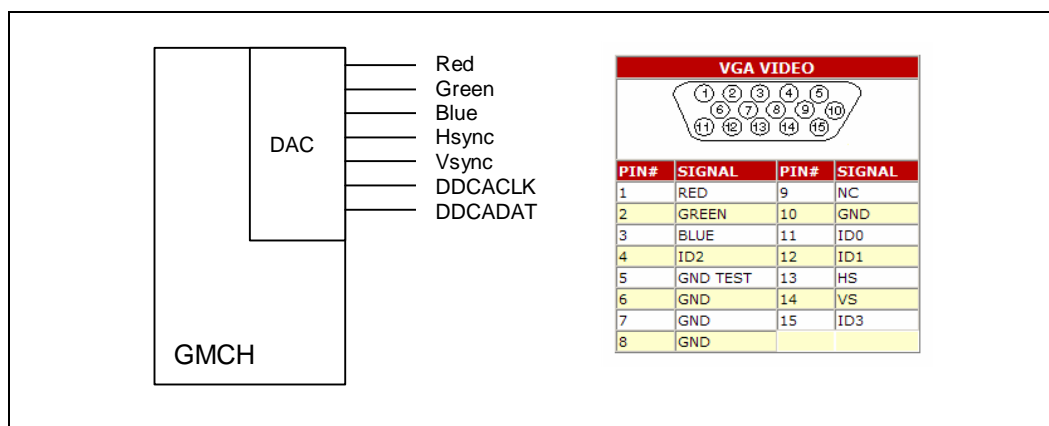 Red
Green
Blue
Hsync
Vsync
DDCACLK
DDCADAT
DAC
GMCH
VGA VIDEO
1 2 3 4 5
6 7 8 9 10
11 12 13 14 15
PIN# SIGNAL PIN# SIGNAL
1 RED 9 NC
2 GREEN 10 GND
3 BLUE 11 ID0
4 ID2 12 ID1
5 GND TEST 13 HS
6 GND 14 VS
7 GND 15 ID3
8 GND